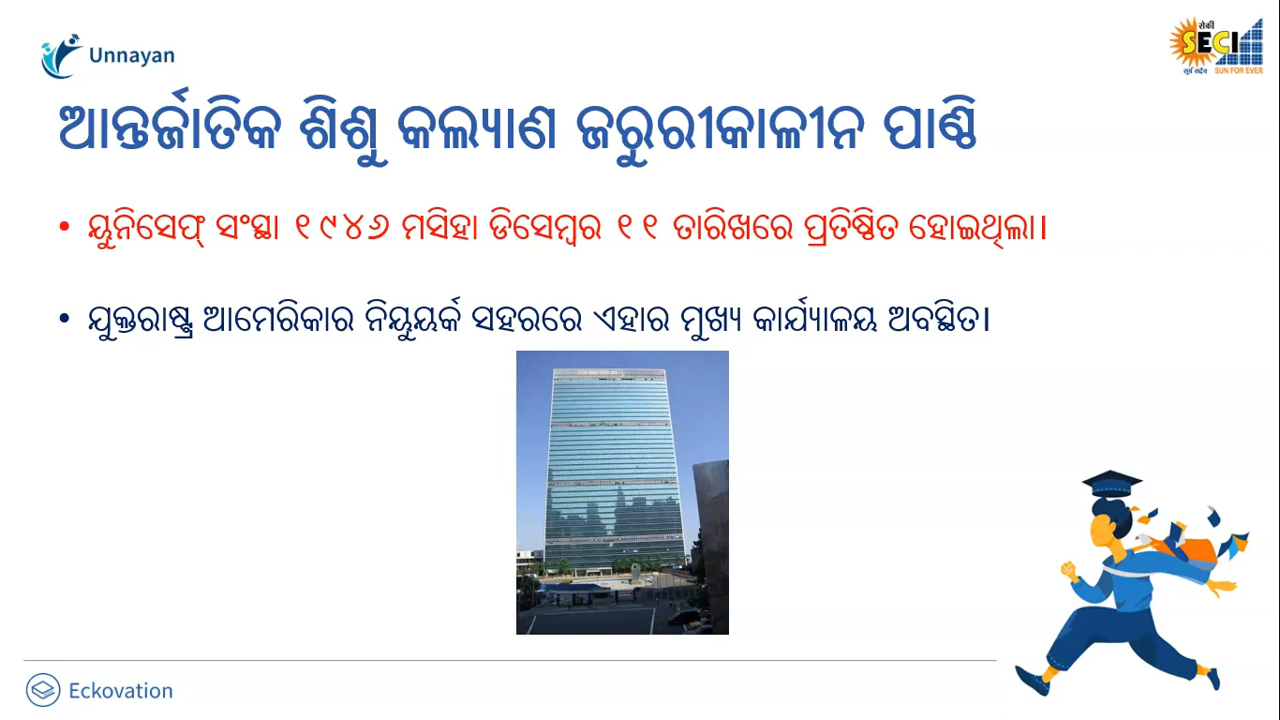 Unnayan
सेकी
SECI
सूर्य सदैव SUN FOR EVER
ଆନ୍ତର୍ଜାତିକ ଶିଶୁ କଲ୍ୟାଣ ଜରୁରୀକାଳୀନ ପାଣ୍ଠି
• ୟୁନିସେଫ୍ ସଂସ୍ଥା ୧୯୪୬ ମସିହା ଡିସେମ୍ବର ୧୧ ତାରିଖରେ ପ୍ରତିଷ୍ଠିତ ହୋଇଥିଲା।
• ଯୁକ୍ତରାଷ୍ଟ୍ର ଆମେରିକାର ନିୟୁୟର୍କ ସହରରେ ଏହାର ମୁଖ୍ୟ କାର୍ଯ୍ୟାଳୟ ଅବସ୍ଥିତ।
Eckovation